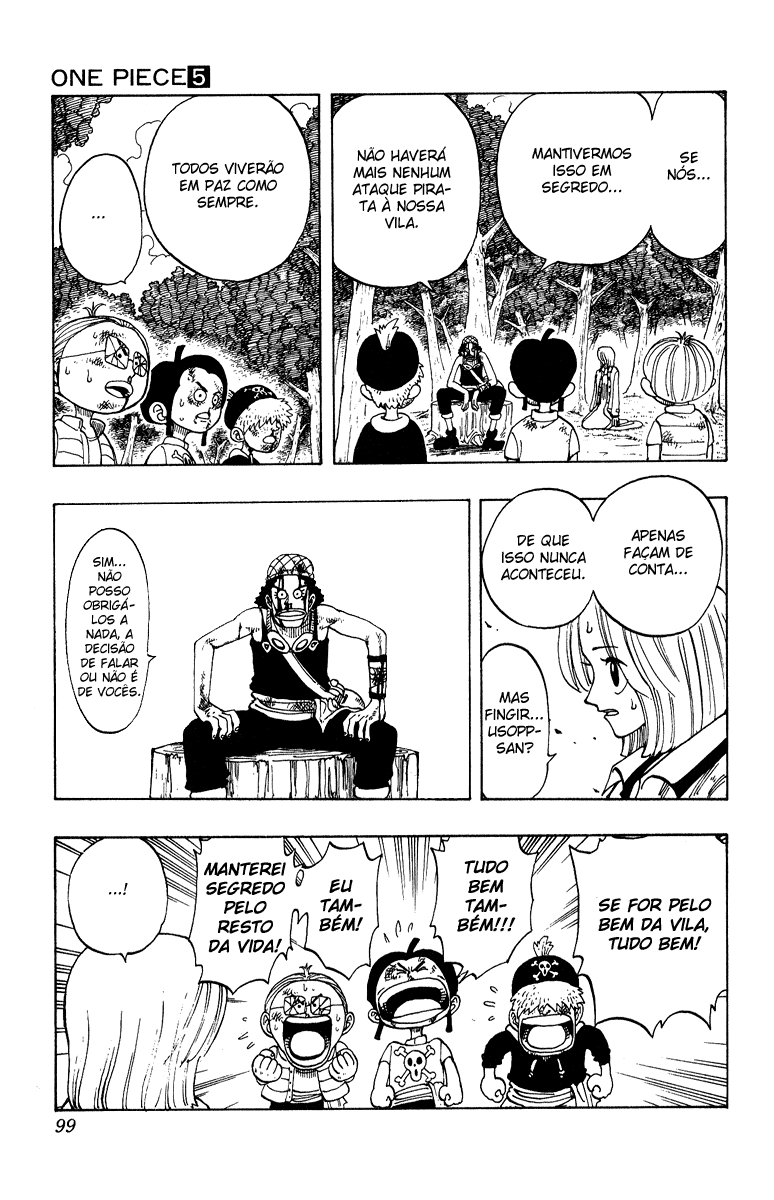 ONE PIECE 5
SE
NÓS...
MANTIVERMOS
ISSO EM
SEGREDO...
NÃO HAVERÁ
MAIS NENHUM
ATAQUE PIRA-
TA À NOSSA
VILA.
TODOS VIVERÃO
EM PAZ COMO
SEMPRE.
...
APENAS
FAÇAM DE
CONTA...
DE QUE
ISSO NUNCA
ACONTECEU.
MAS
FINGIR...
USOPP-
SAN?
SIM...
NÃO
POSSO
OBRIGÁ-
LOS A
NADA, A
DECISÃO
DE FALAR
OU NÃO É
DE VOCÊS.
SE FOR PELO
BEM DA VILA,
TUDO BEM!
TUDO
BEM
TAM-
BÉM!!!
EU
TAM-
BÉM!
MANTEREI
SEGREDO
PELO
RESTO
DA VIDA!
...!
99